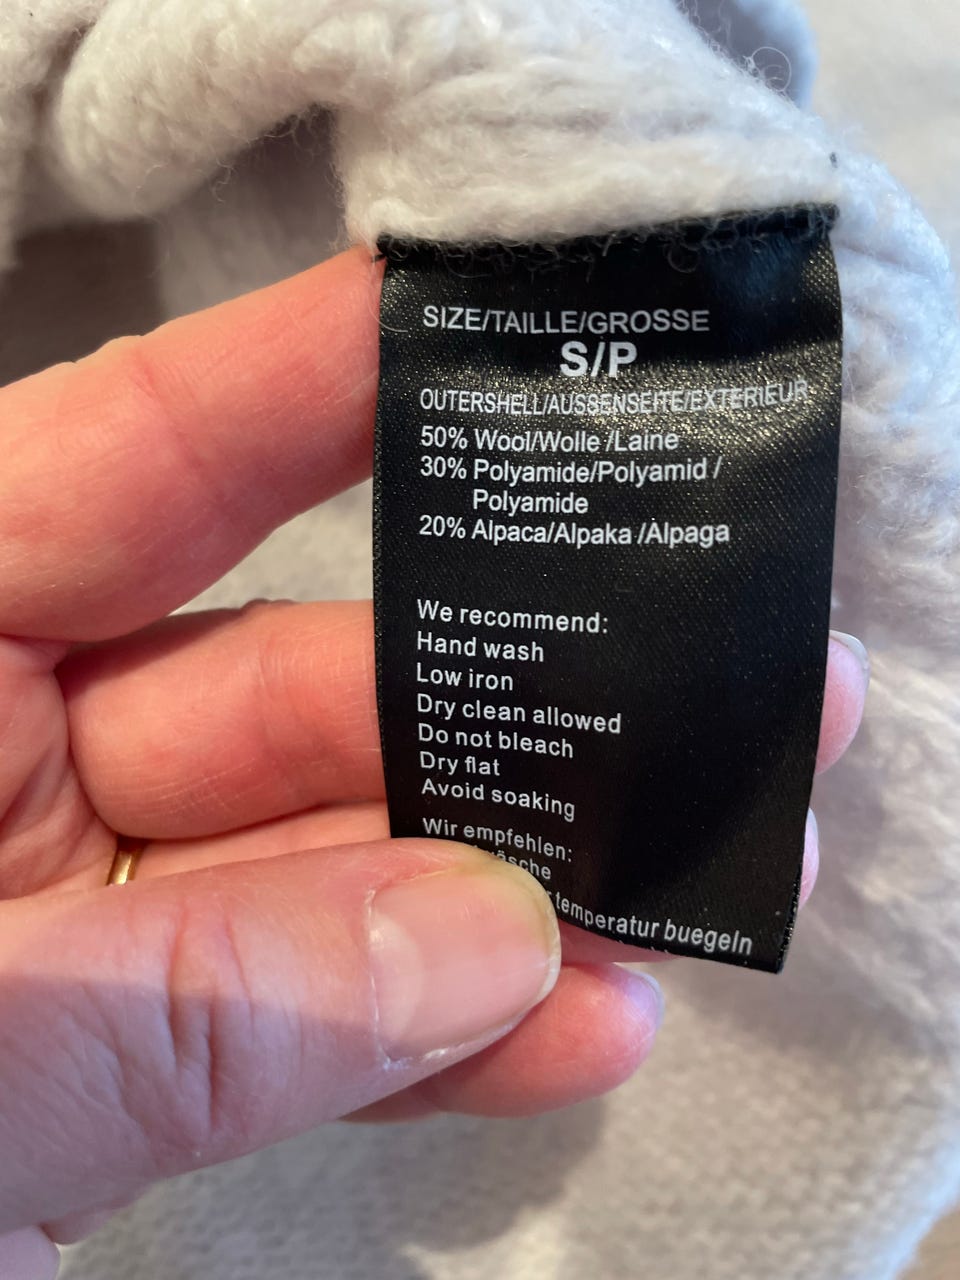 SIZE/TAILLE/GROSSE
S/P
OUTERSHELL/AUSSENSEITE/EXTERIEUR
50% Wool/Wolle /Laine
30% Polyamide/Polyamid /
Polyamide
20% Alpaca/Alpaka /Alpaga
We recommend:
Hand wash
Low iron
Dry clean allowed
Do not bleach
Dry flat
Avoid soaking
Wir empfehlen:
temperatur buegeln